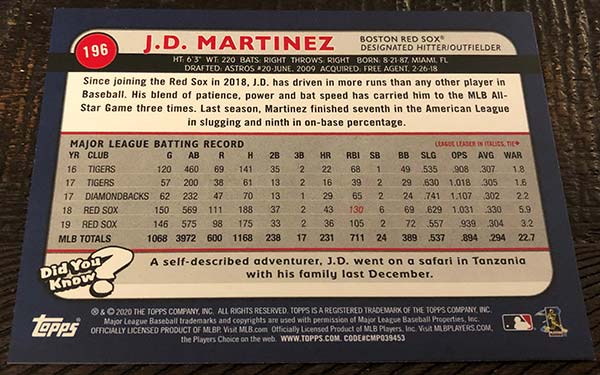 196
J.D. MARTINEZ
BOSTON RED SOX®
DESIGNATED HITTER/OUTFIELDER
HT: 6'3" WT: 220 BATS: RIGHT THROWS: RIGHT BORN: 8-21-87, MIAMI, FL
DRAFTED: ASTROS #20-JUNE, 2009 ACQUIRED: FREE AGENT, 2-26-18
Since joining the Red Sox in 2018, J.D. has driven in more runs than any other player in
Baseball. His blend of patience, power and bat speed has carried him to the MLB All-
Star Game three times. Last season, Martinez finished seventh in the American League
in slugging and ninth in on-base percentage.
MAJOR LEAGUE BATTING RECORD LEAGUE LEADER IN ITALICS, TIE♦
YR CLUB G AB R H 2B 3B HR RBI SB BB SLG OPS AVG WAR
16 TIGERS 120 460 69 141 35 2 22 68 1 49 .535 .908 .307 1.8
17 TIGERS 57 200 38 61 13 2 16 39 2 29 .630 1.018 .305 1.6
17 DIAMONDBACKS 62 232 47 70 13 1 29 65 2 24 .741 1.107 .302 2.2
18 RED SOX 150 569 111 188 37 2 43 130 6 69 .629 1.031 .330 5.9
19 RED SOX 146 575 98 175 33 2 36 105 2 72 .557 .939 .304 3.2
MLB TOTALS 1068 3972 600 1168 238 17 231 711 24 389 .537 .894 .294 22.7
Did You
Know?
A self-described adventurer, J.D. went on a safari in Tanzania
with his family last December.
Topps
® & © 2020 THE TOPPS COMPANY, INC. ALL RIGHTS RESERVED. TOPPS IS A REGISTERED TRADEMARK OF THE TOPPS COMPANY, INC.
Major League Baseball trademarks and copyrights are used with permission of Major League Baseball Properties, Inc.
OFFICIALLY LICENSED PRODUCT OF MLBP. Visit MLB.com Officially Licensed Product of MLB Players, Inc. Visit MLBPLAYERS.com,
the Players Choice on the web. WWW.TOPPS.COM. CODE#CMP039453